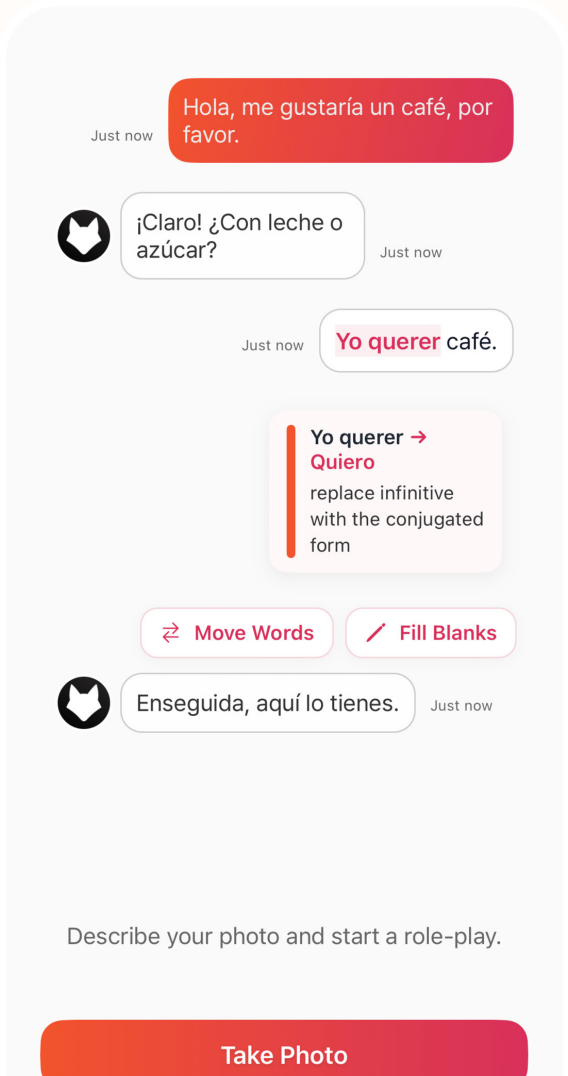 Hola, me gustaría un café, por
favor.
Just now
¡Claro! ¿Con leche o
azúcar?
Just now
Just now
Yo querer café.
Yo querer →
Quiero
replace infinitive
with the conjugated
form
Move Words
Fill Blanks
Enseguida, aquí lo tienes.
Just now
Describe your photo and start a role-play.
Take Photo